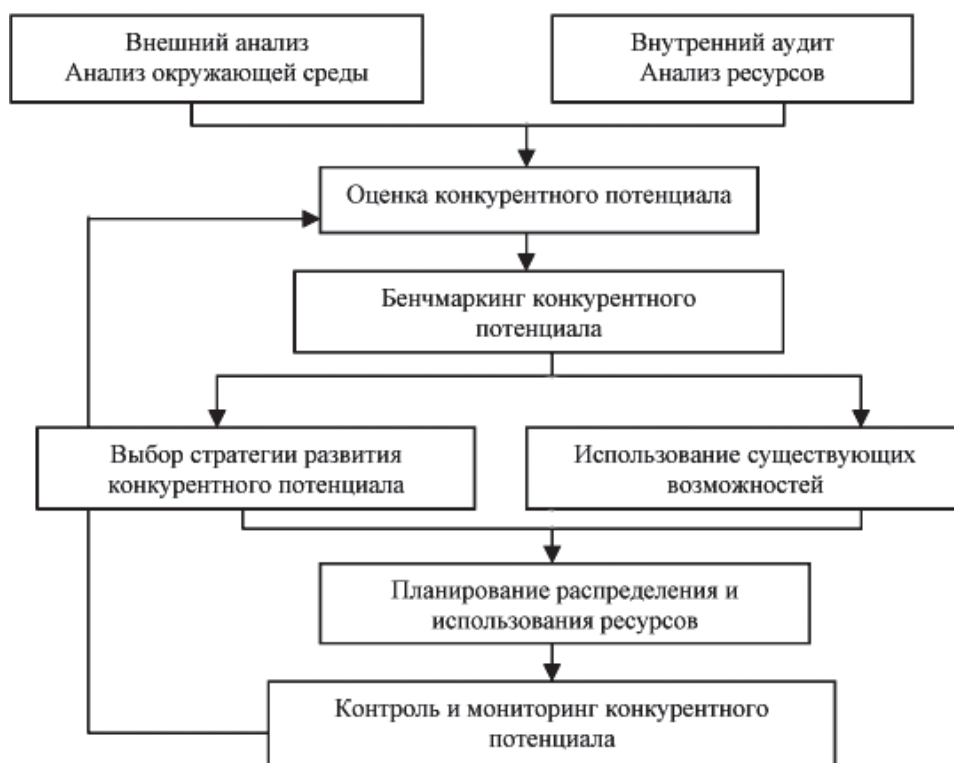 Внешний анализ
Анализ окружающей среды
Внутренний аудит
Анализ ресурсов
Оценка конкурентного потенциала
Бенчмаркинг конкурентного
потенциала
Выбор стратегии развития
конкурентного потенциала
Использование существующих
возможностей
Планирование распределения и
использования ресурсов
Контроль и мониторинг конкурентного
потенциала